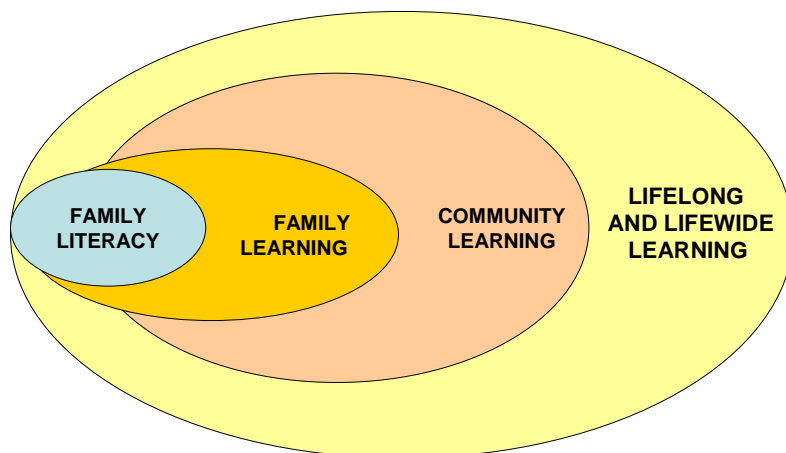 FAMILY
LITERACY
FAMILY
LEARNING
COMMUNITY
LEARNING
LIFELONG
AND LIFEWIDE
LEARNING